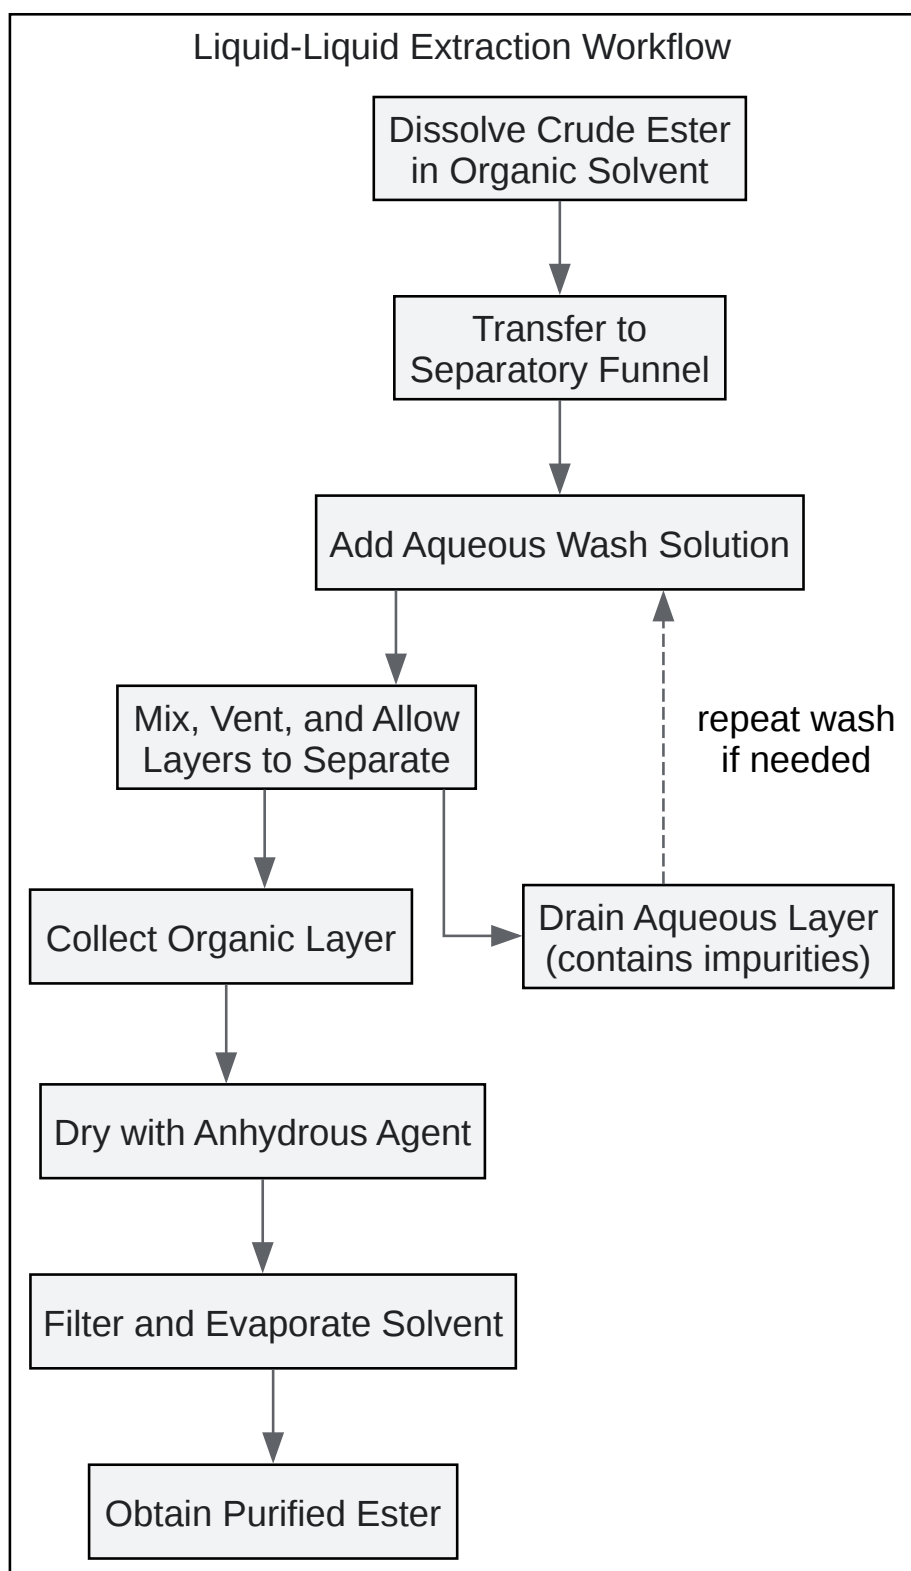 Liquid-Liquid Extraction Workflow
Dissolve Crude Ester
in Organic Solvent
Transfer to
Separatory Funnel
Add Aqueous Wash Solution
Mix, Vent, and Allow
Layers to Separate
repeat wash
if needed
Collect Organic Layer
Drain Aqueous Layer
(contains impurities)
Dry with Anhydrous Agent
Filter and Evaporate Solvent
Obtain Purified Ester